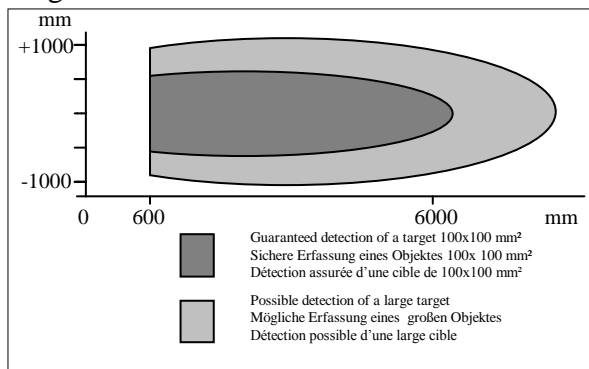 mm
+1000
-1000
0 600 6000 mm
Guaranteed detection of a target 100x100 mm²
Sichere Erfassung eines Objektes 100x 100 mm²
Détection assurée d'une cible de 100x100 mm²
Possible detection of a large target
Mögliche Erfassung eines großen Objektes
Détection possible d'une large cible